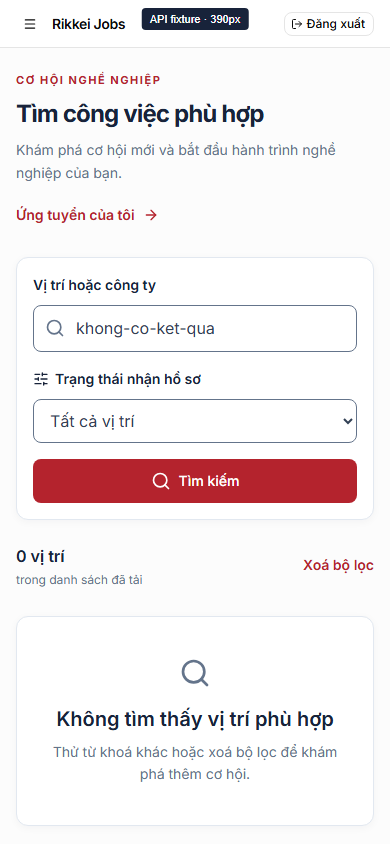 Rikkei Jobs
API fixture · 390px
Đăng xuất
CƠ HỘI NGHỀ NGHIỆP
Tìm công việc phù hợp
Khám phá cơ hội mới và bắt đầu hành trình nghề
nghiệp của bạn.
Ứng tuyển của tôi
Vị trí hoặc công ty
khong-co-ket-qua
Trạng thái nhận hồ sơ
Tất cả vị trí
Tìm kiếm
0 vị trí
trong danh sách đã tải
Xoá bộ lọc
Không tìm thấy vị trí phù hợp
Thử từ khoá khác hoặc xoá bộ lọc để khám
phá thêm cơ hội.